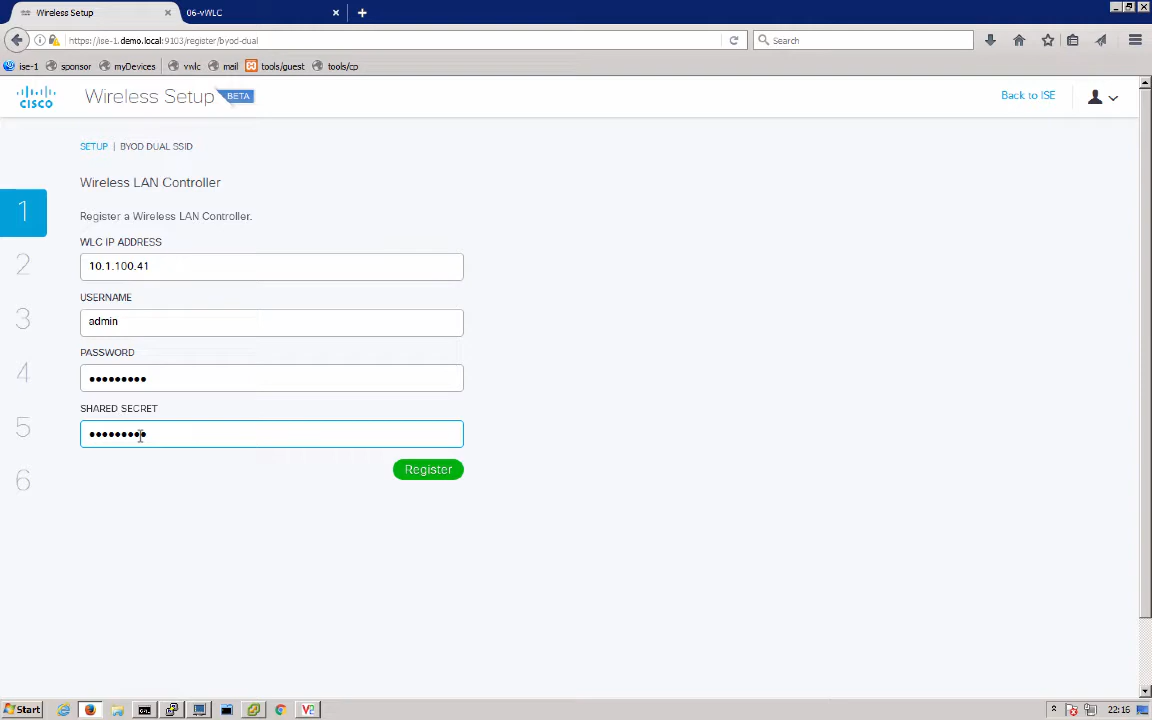 Wireless Setup
06-vWLC
https://ise-1.demo.local:9103/register/byod-dual
Search
ise-1
sponsor
myDevices
vwlc
mail
tools/guest
tools/cp
CISCO
Wireless Setup
BETA
Back to ISE
SETUP | BYOD DUAL SSID
Wireless LAN Controller
1
Register a Wireless LAN Controller.
WLC IP ADDRESS
2
10.1.100.41
USERNAME
3
admin
PASSWORD
4
•••••••••
SHARED SECRET
5
•••••••••
Register
6
Start
V2
22:16